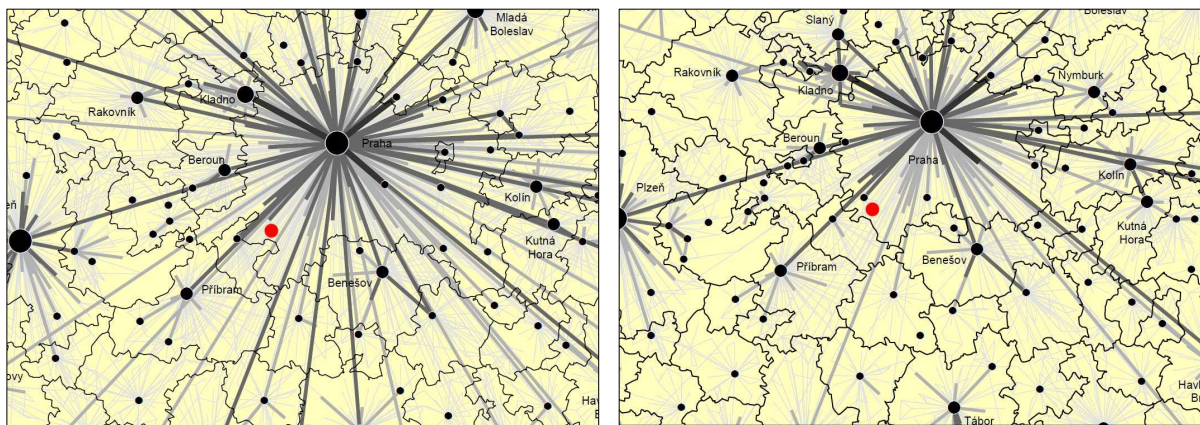 Mladá
Boleslav
Rakovník
Kladno
Praha
Beroun
Kolín
Kutná
Hora
Příbram
Benešov
Boleslav
Slaný
Rakovník
Kladno
Nymburk
Beroun
Praha
Plzeň
Kolín
Kutná
Hora
Příbram
Benešov
Tábor